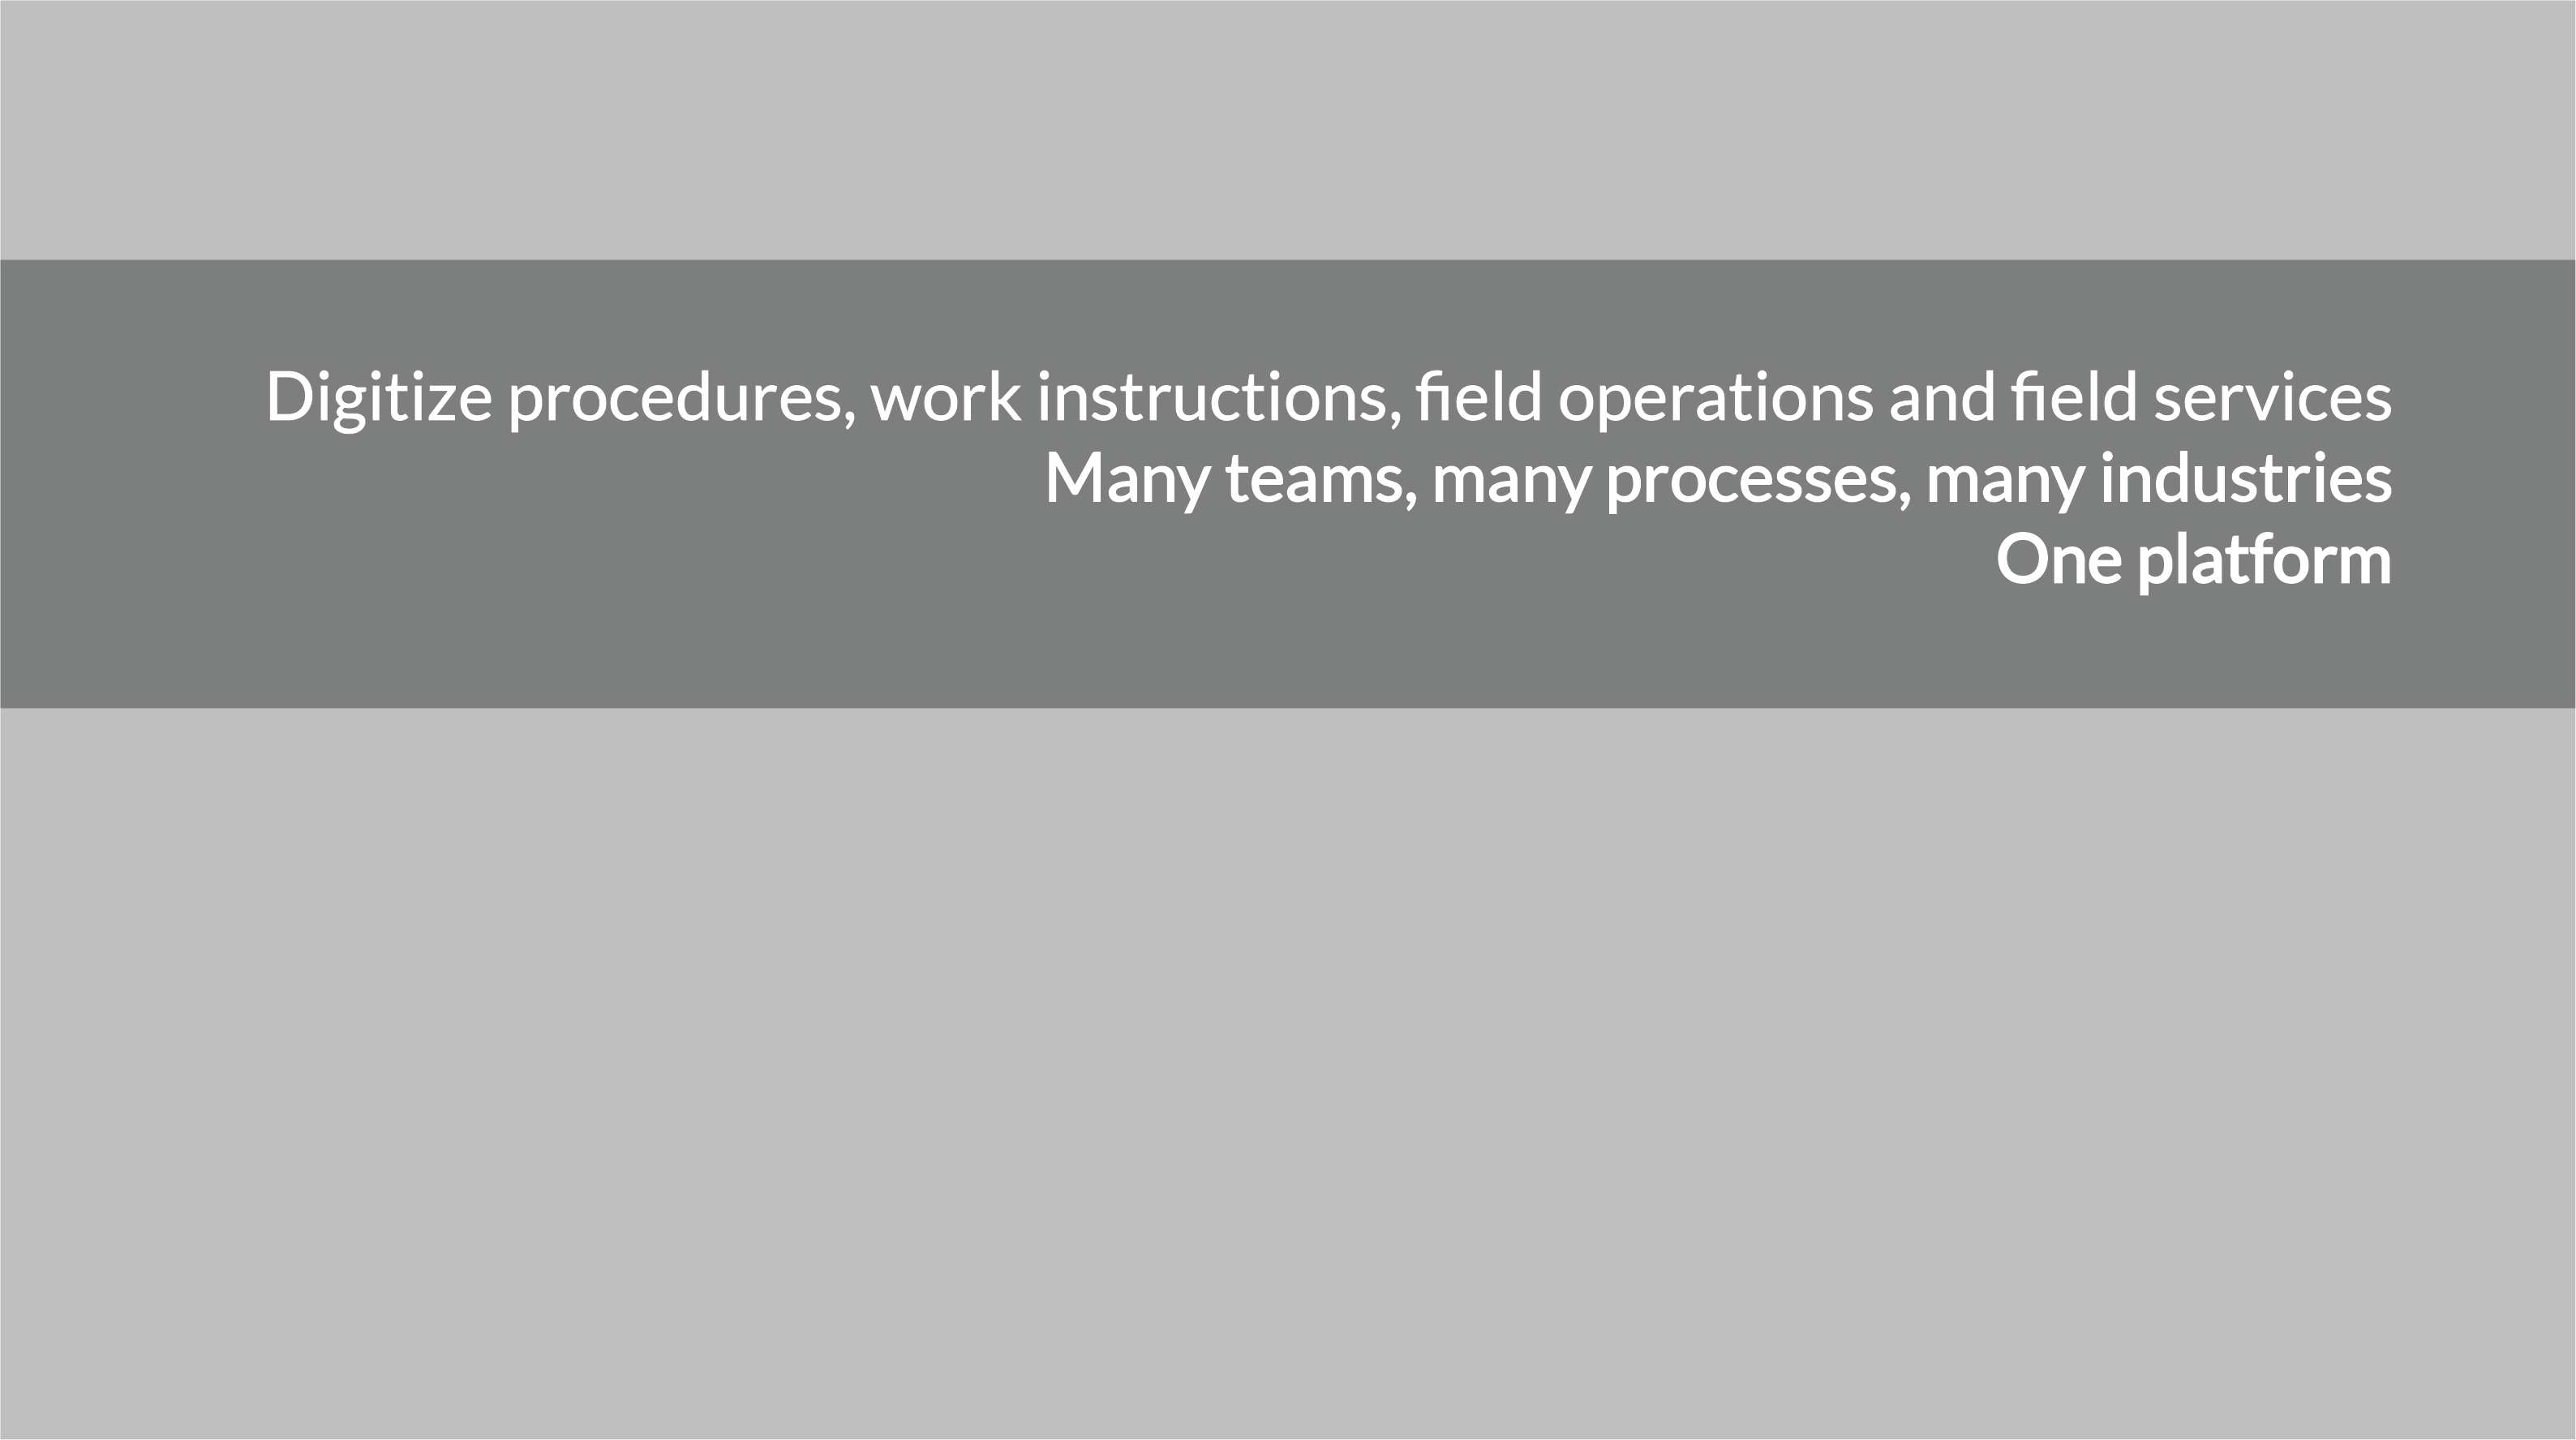 Digitize procedures, work instructions, field operations and field services
Many teams, many processes, many industries
One platform